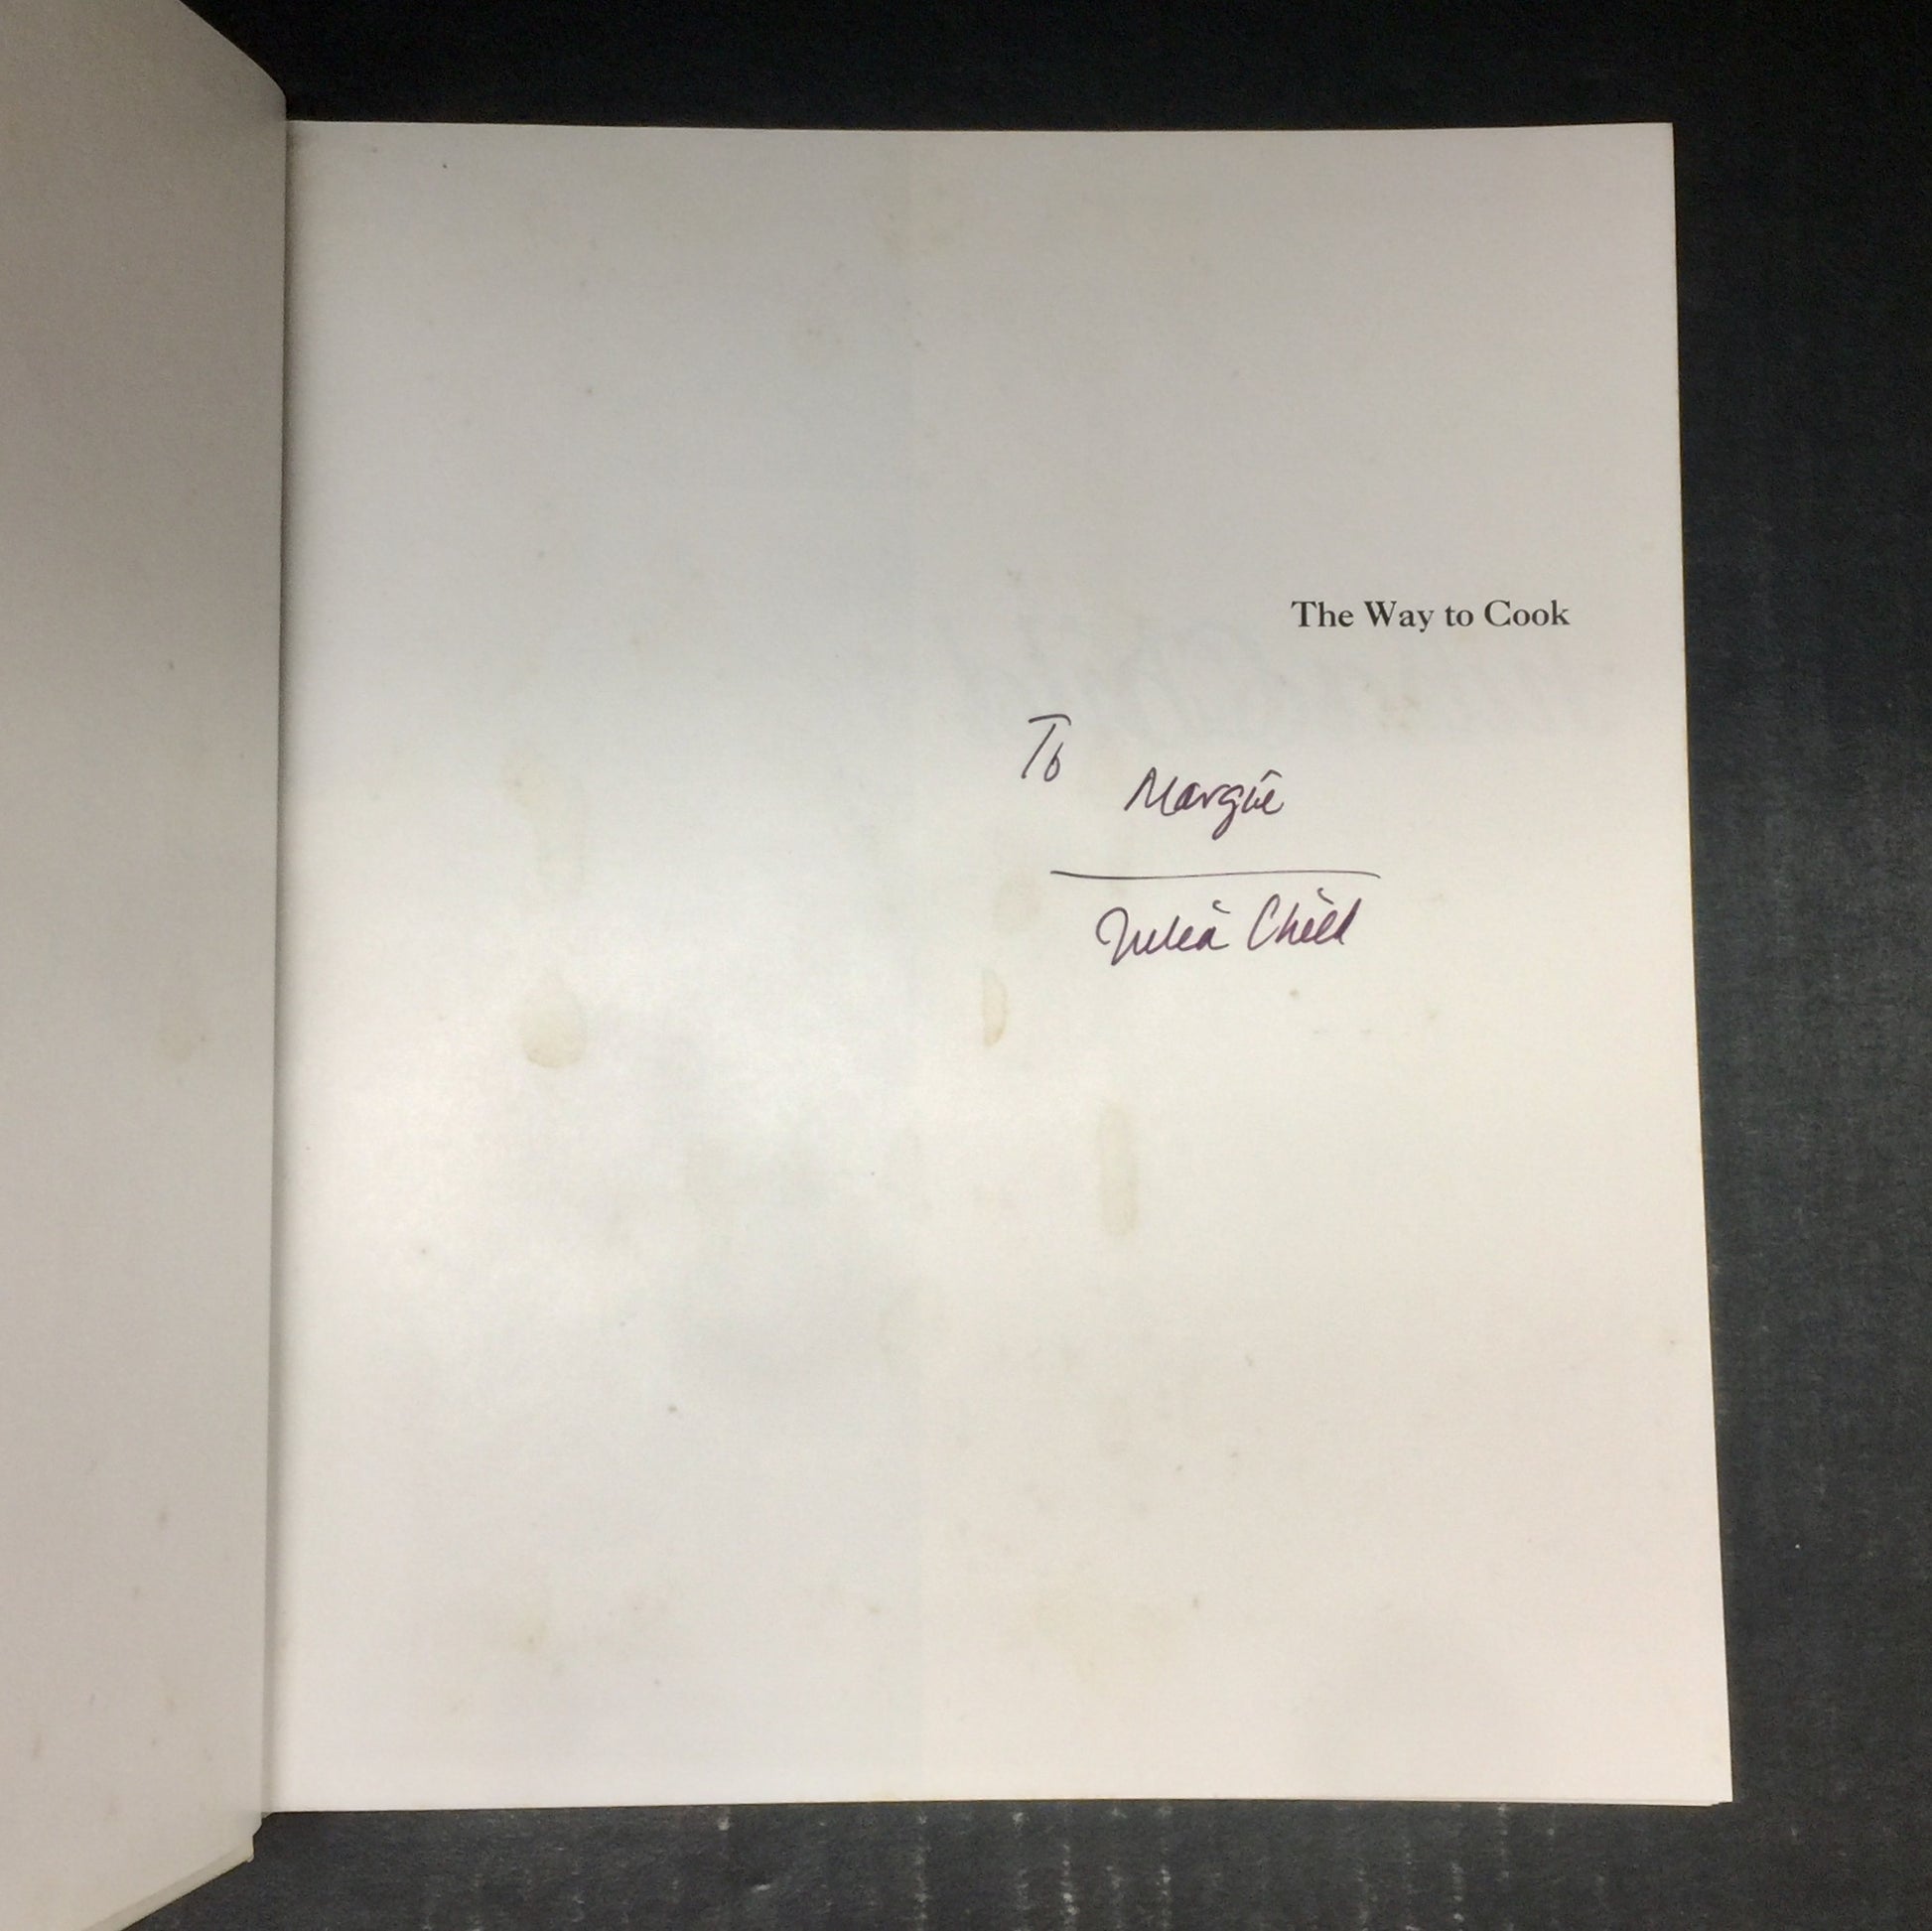 The Way to Cook
To
Margie
Julia Child